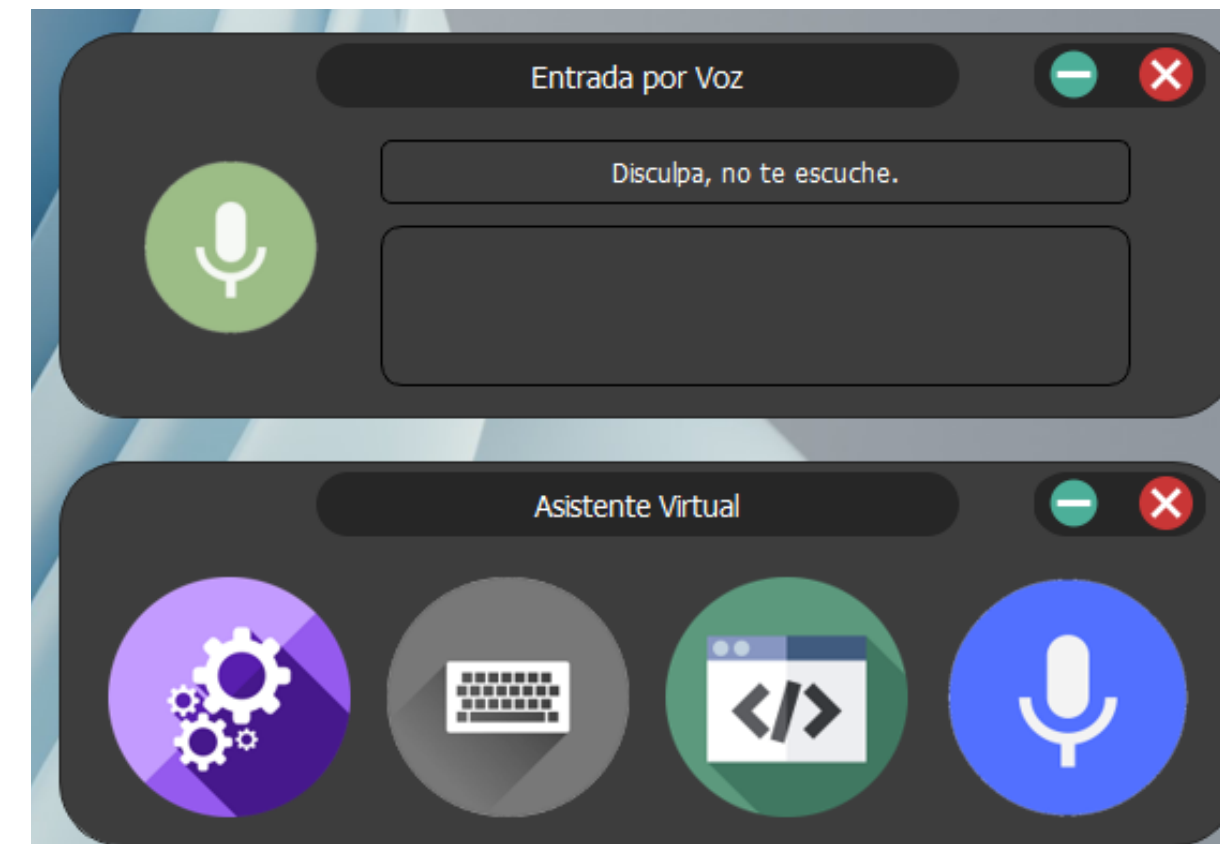 Entrada por Voz
Disculpa, no te escuche.
Asistente Virtual
</>